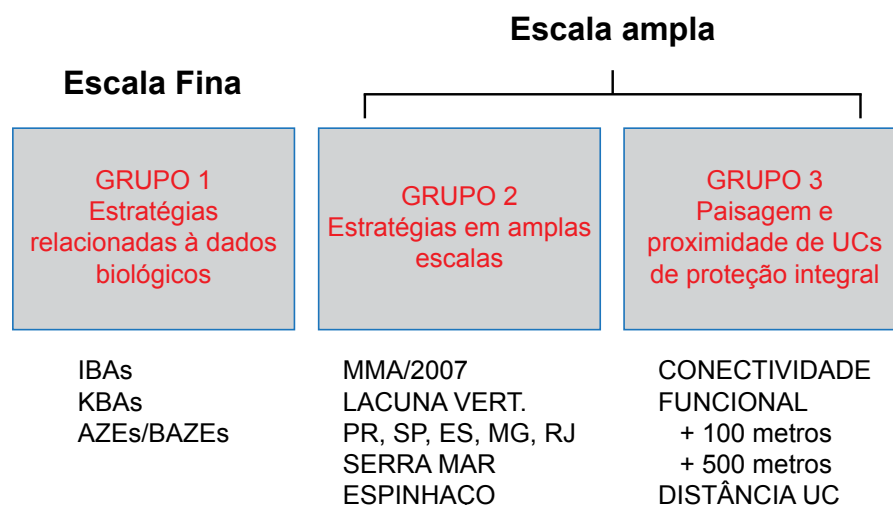 Escala ampla
Escala Fina
GRUPO 1
Estratégias
relacionadas à dados
biológicos
GRUPO 2
Estratégias em amplas
escalas
GRUPO 3
Paisagem e
proximidade de UCs
de proteção integral
IBAs
KBAs
AZEs/BAZEs
MMA/2007
LACUNA VERT.
PR, SP, ES, MG, RJ
SERRA MAR
ESPINHACO
CONECTIVIDADE
FUNCIONAL
+ 100 metros
+ 500 metros
DISTÂNCIA UC